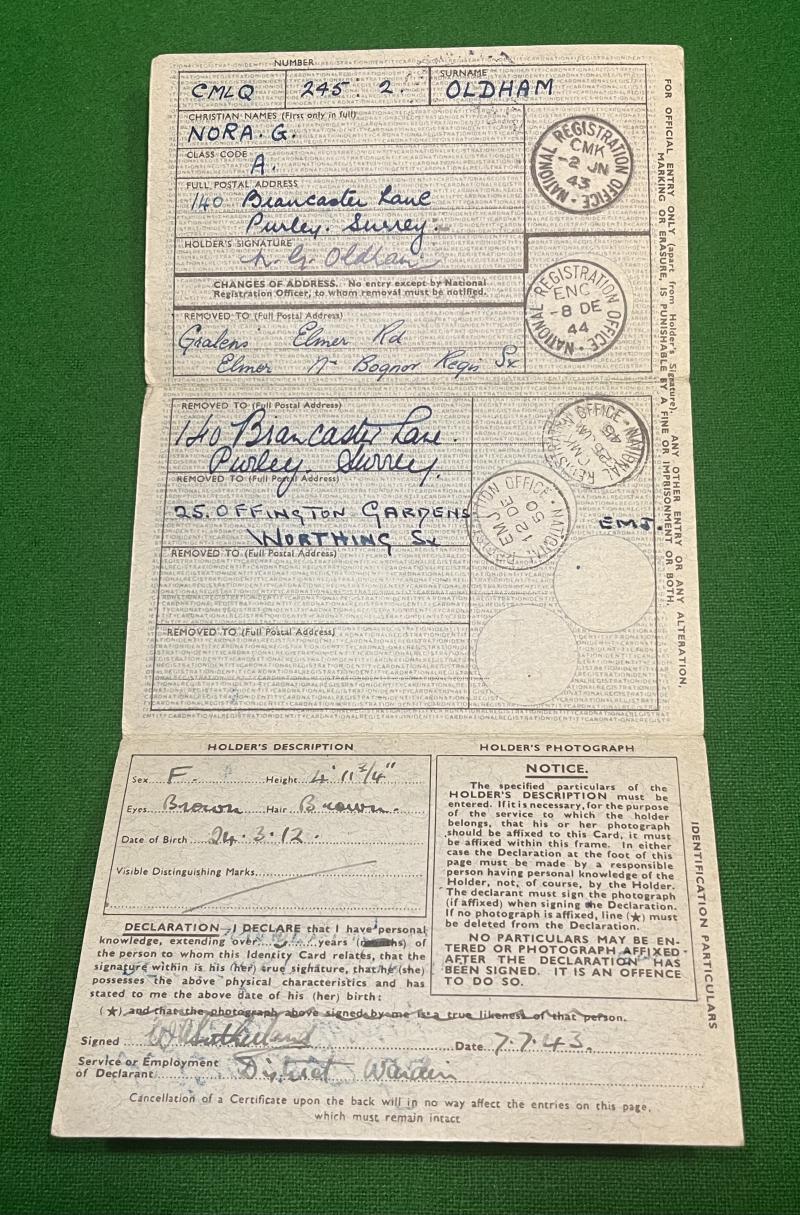 NUMBER
CMLQ 245 : 2.
SURNAME
OLDHAM
CHRISTIAN NAMES (First only in full)
NORA. G.
CLASS CODE
A.
FULL POSTAL ADDRESS
140 Brancaster Lane
Purley. Surrey.
HOLDER'S SIGNATURE
N. G. Oldham.
NATIONAL REGISTRATION OFFICE
CMK
-2 JN
43
CHANGES OF ADDRESS. No entry except by National
Registration Officer, to whom removal must be notified.
REMOVED TO (Full Postal Address)
Elmer Rd
Elmer Nr Bognor Regis Sx
NATIONAL REGISTRATION OFFICE
ENC
-8 DE
44
REMOVED TO (Full Postal Address)
140 Brancaster Lane.
Purley. Surrey.
NATIONAL REGISTRATION OFFICE
45
REMOVED TO (Full Postal Address)
25. OFFINGTON GARDENS
WORTHING Sx
NATIONAL REGISTRATION OFFICE
EMJ
12 DE
50
EMJ.
REMOVED TO (Full Postal Address)
REMOVED TO (Full Postal Address)
FOR OFFICIAL ENTRY ONLY (apart from Holder's Signature). ANY OTHER ENTRY OR ANY ALTERATION,
MARKING OR ERASURE, IS PUNISHABLE BY A FINE OR IMPRISONMENT OR BOTH.
HOLDER'S DESCRIPTION
Sex F. Height 4' 11 3/4"
Eyes Brown Hair Brown.
Date of Birth 24.3.12.
Visible Distinguishing Marks
HOLDER'S PHOTOGRAPH
NOTICE.
The specified particulars of the
HOLDER'S DESCRIPTION must be
entered. If it is necessary, for the purpose
of the service to which the holder
belongs, that his or her photograph
should be affixed to this Card, it must
be affixed within this frame. In either
case the Declaration at the foot of this
page must be made by a responsible
person having personal knowledge of the
Holder, not, of course, by the Holder.
The declarant must sign the photograph
(if affixed) when signing the Declaration.
If no photograph is affixed, line (★) must
be deleted from the Declaration.
NO PARTICULARS MAY BE EN-
TERED OR PHOTOGRAPH AFFIXED
AFTER THE DECLARATION HAS
BEEN SIGNED. IT IS AN OFFENCE
TO DO SO.
IDENTIFICATION PARTICULARS
DECLARATION I DECLARE that I have personal
knowledge, extending over years (months) of
the person to whom this Identity Card relates, that the
signature within is his (her) true signature, that he (she)
possesses the above physical characteristics and has
stated to me the above date of his (her) birth:
(★) and that the photograph above signed by me is a true likeness of that person.
Signed Sutherland Date 7.7.43.
Service or Employment
of Declarant District Warden
Cancellation of a Certificate upon the back will in no way affect the entries on this page,
which must remain intact